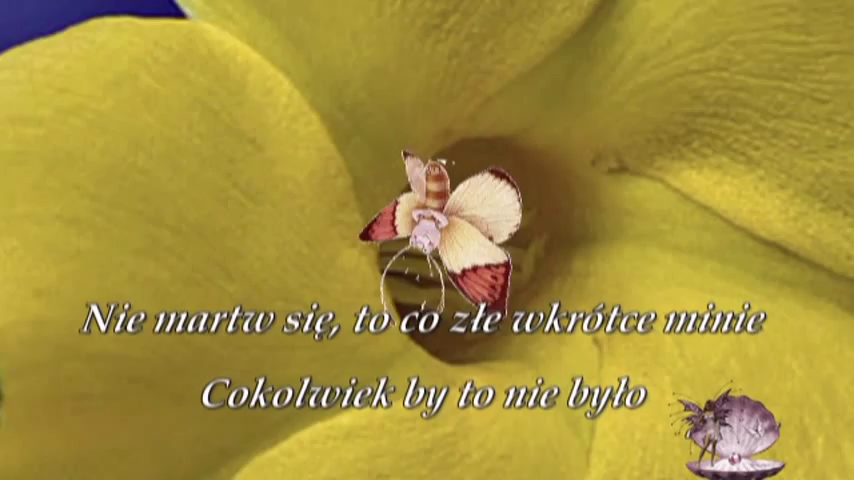 Nie martw się, to co złe wkrótce minie
Cokolwiek by to nie było